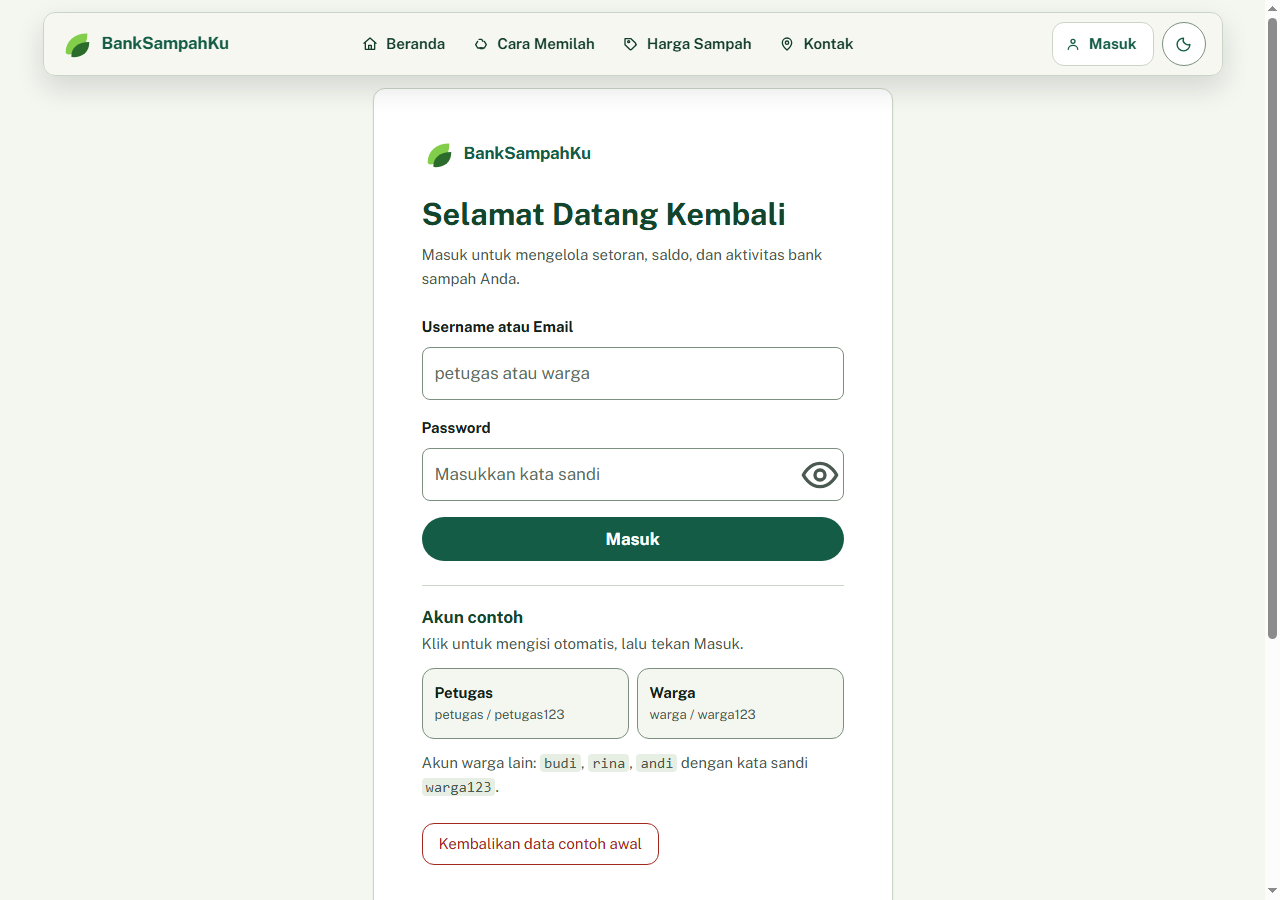 BankSampahKu
Beranda
Cara Memilah
Harga Sampah
Kontak
Masuk
BankSampahKu
Selamat Datang Kembali
Masuk untuk mengelola setoran, saldo, dan aktivitas bank
sampah Anda.
Username atau Email
petugas atau warga
Password
Masukkan kata sandi
Masuk
Akun contoh
Klik untuk mengisi otomatis, lalu tekan Masuk.
Petugas
petugas / petugas123
Warga
warga / warga123
Akun warga lain: budi, rina, andi dengan kata sandi
warga123.
Kembalikan data contoh awal